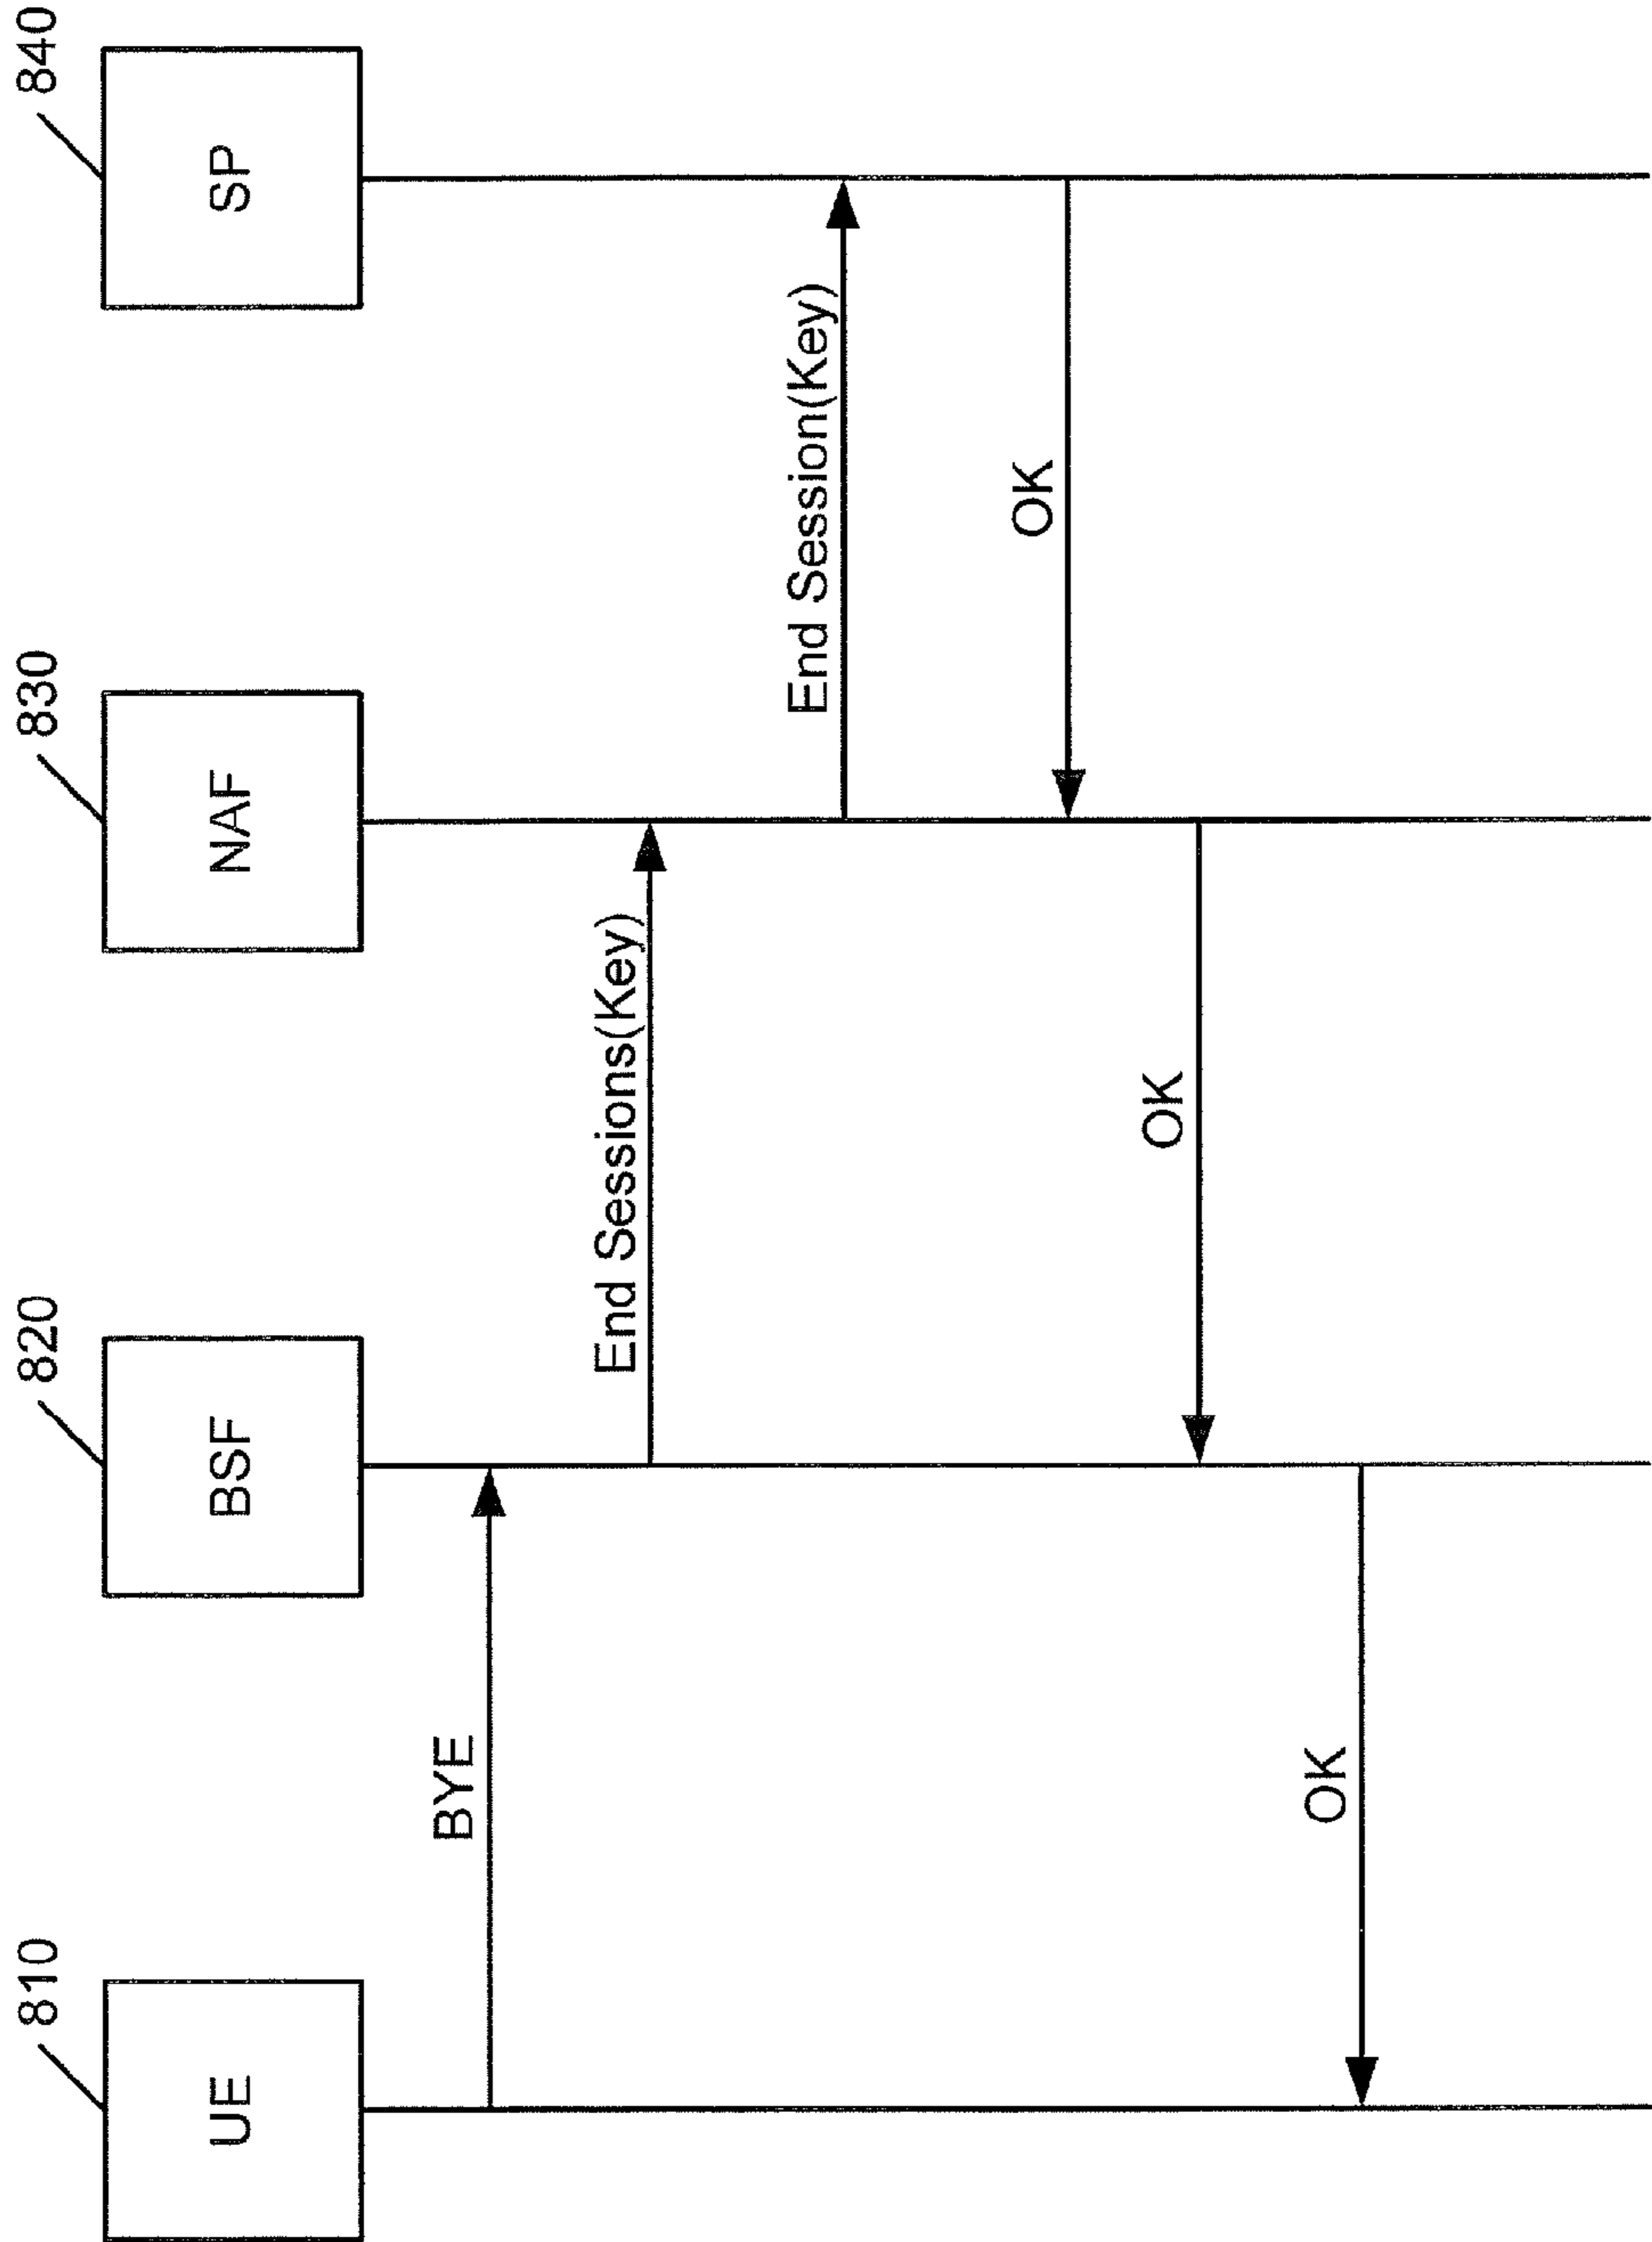 810
820
830
840
UE
BSF
NAF
SP
BYE
End Sessions(Key)
End Session(Key)
OK
OK
OK